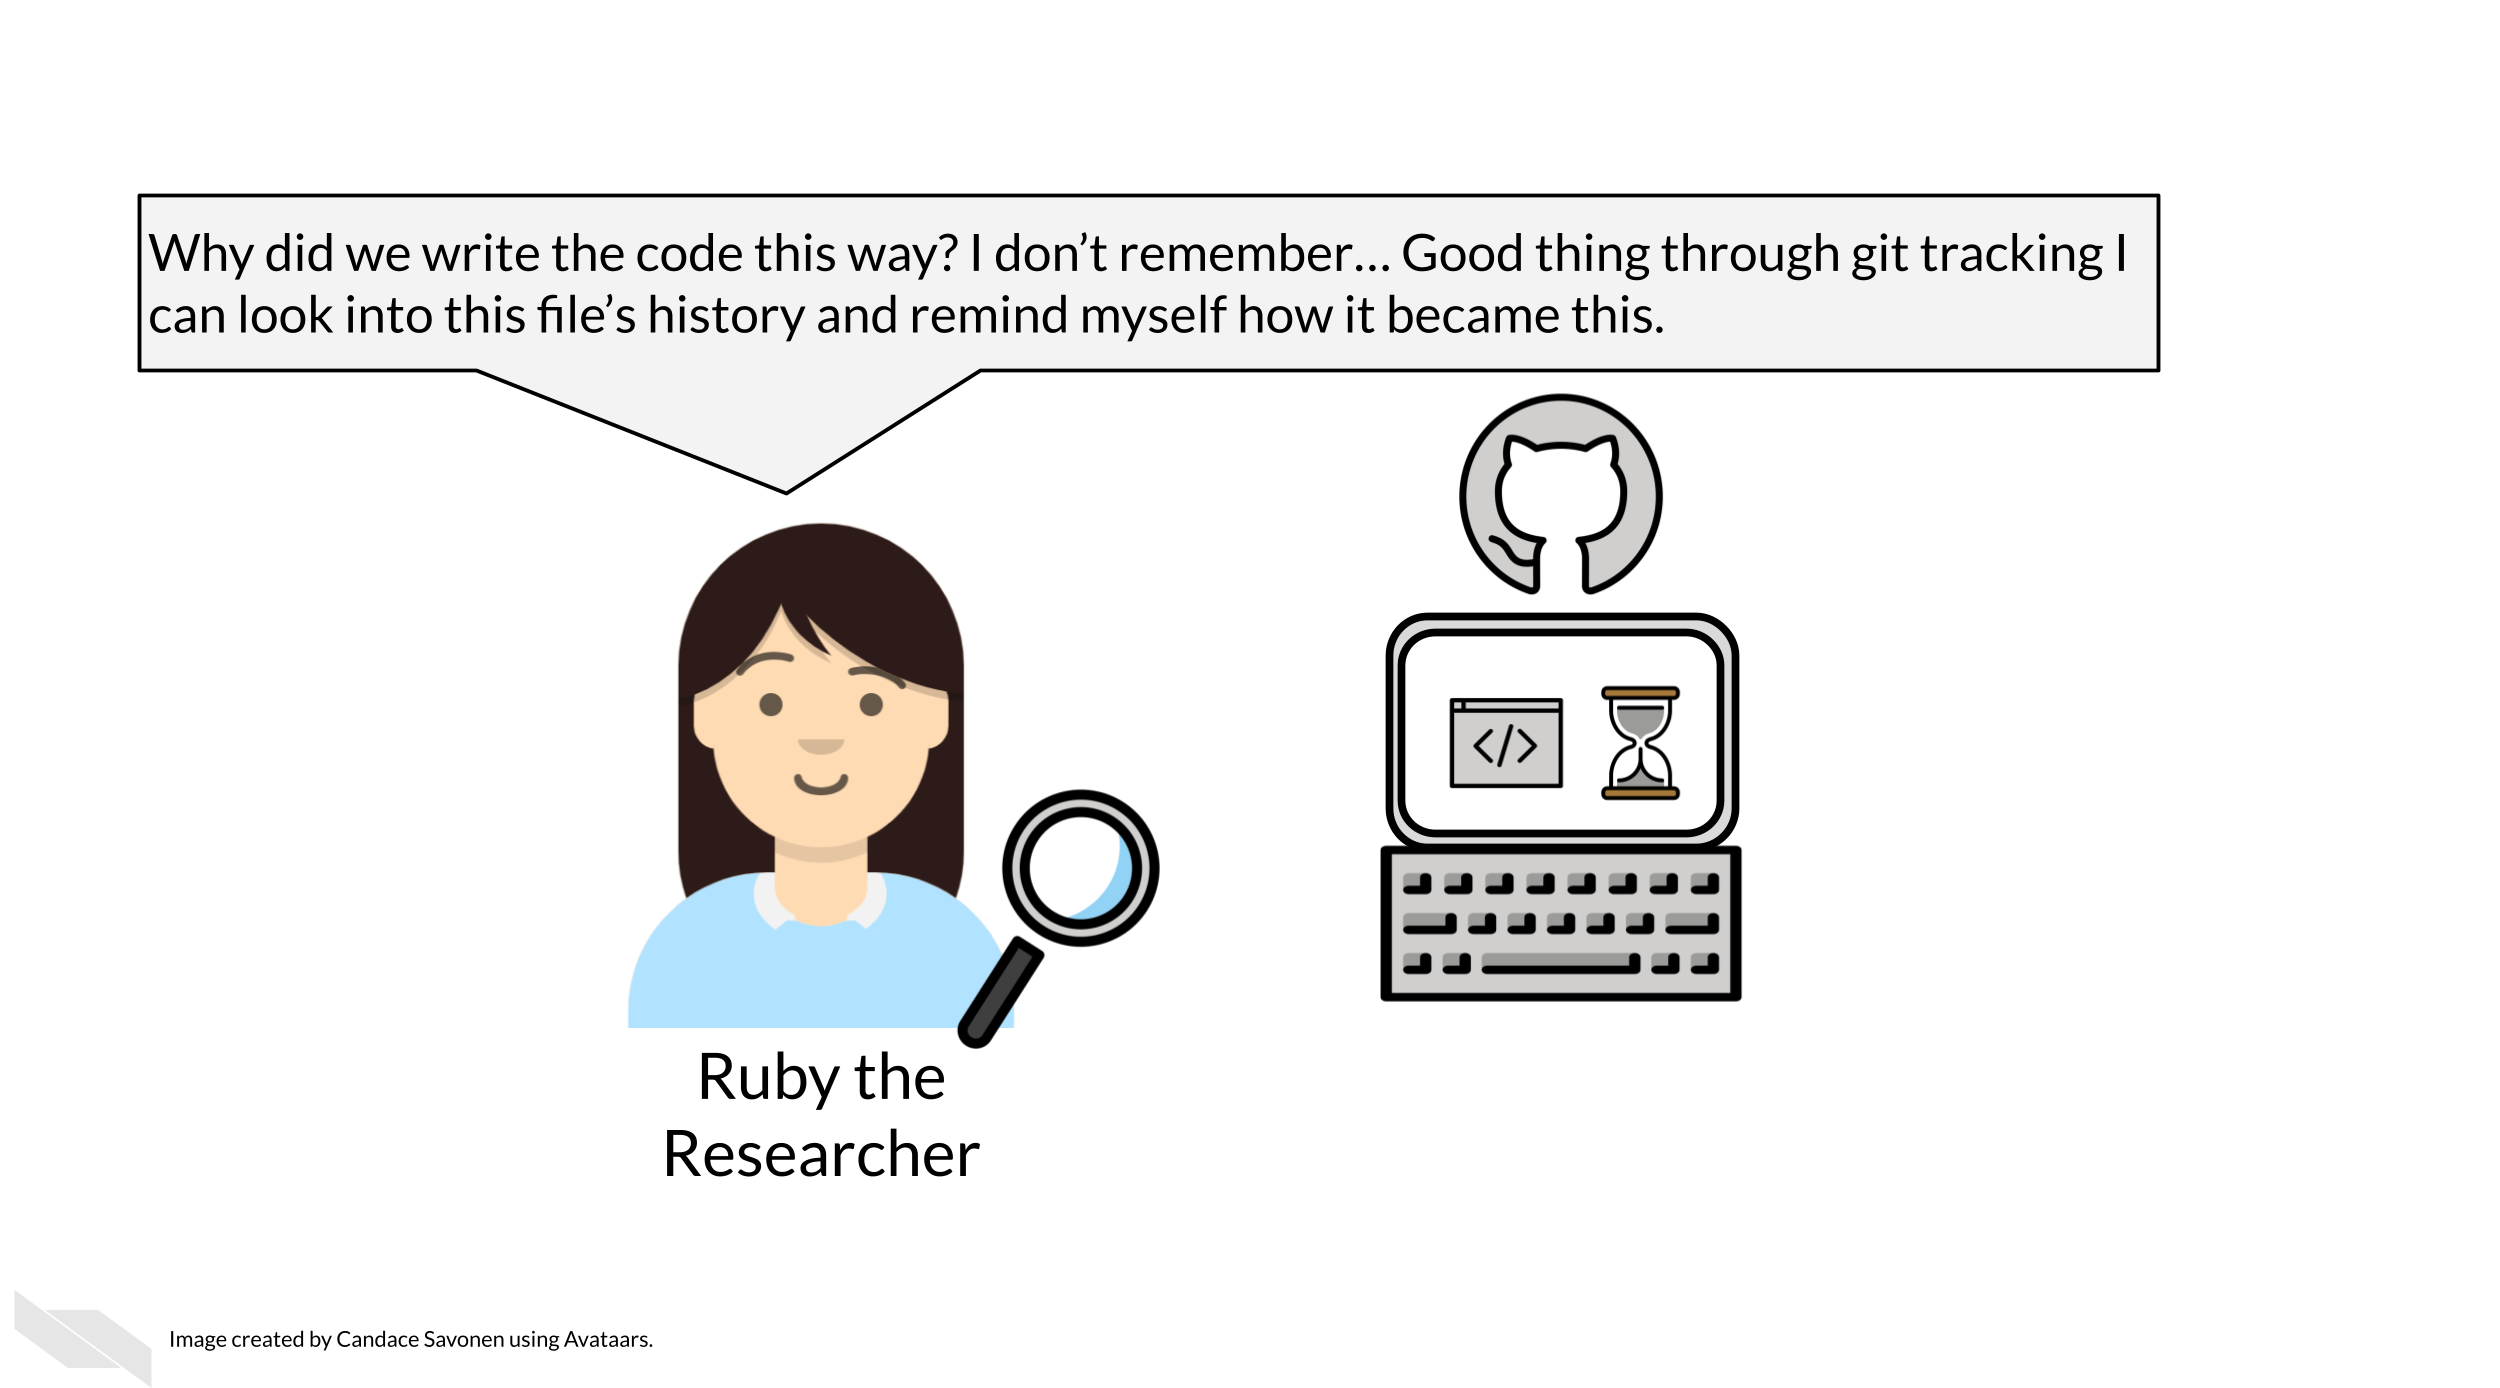 Why did we write the code this way? I don’t remember… Good thing through git tracking I
can look into this files’ history and remind myself how it became this.
</>
Ruby the
Researcher
Image created by Candace Savonen using Avataars.